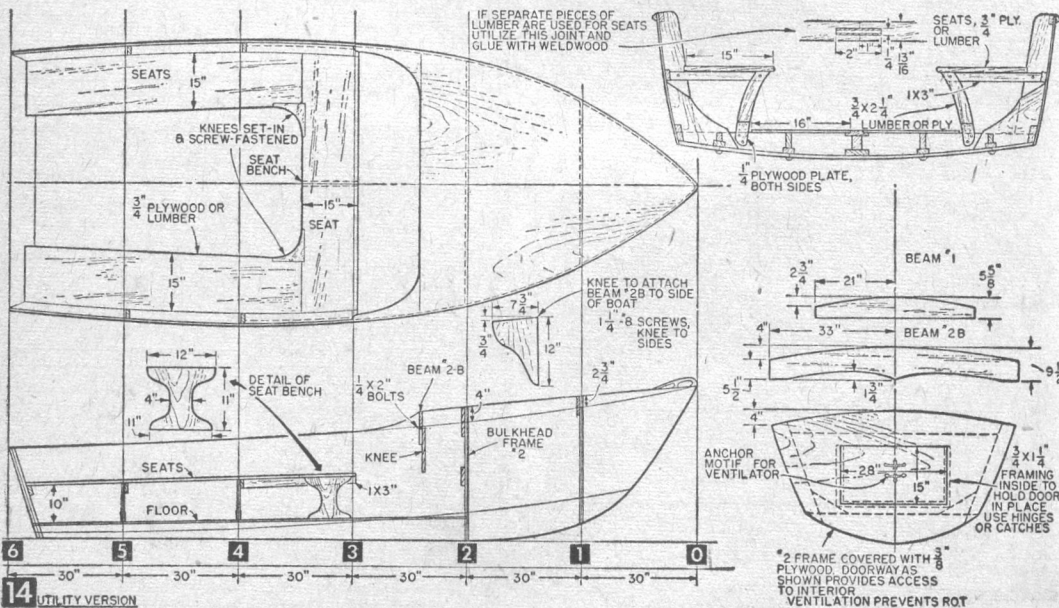 IF SEPARATE PIECES OF
LUMBER ARE USED FOR SEATS
UTILIZE THIS JOINT AND
GLUE WITH WELDWOOD
2"
1"
1/4
13/16
SEATS, 3/4" PLY.
OR
LUMBER
15"
1X3"
3/4 X 2 1/4"
LUMBER OR PLY
16"
1/4" PLYWOOD PLATE,
BOTH SIDES
SEATS
15"
KNEES SET-IN
& SCREW-FASTENED
SEAT
BENCH
15"
SEAT
3/4" PLYWOOD OR
LUMBER
15"
BEAM #1
2 3/4"
21"
5 5/8"
BEAM #2B
4"
33"
5 1/2"
1 3/4"
4"
KNEE TO ATTACH
BEAM #2B TO SIDE
OF BOAT
1 1/4" #8 SCREWS,
KNEE TO
SIDES
7 3/4"
3/4"
12"
12"
4"
11"
11"
DETAIL OF
SEAT BENCH
BEAM 2-B
1/4 X 2"
BOLTS
4"
2 3/4"
KNEE
BULKHEAD
FRAME
#2
SEATS
10"
1X3"
FLOOR
6 5 4 3 2 1 0
30" 30" 30" 30" 30" 30"
14 UTILITY VERSION
ANCHOR
MOTIF FOR
VENTILATOR
28"
15"
3/4 X 1 1/4"
FRAMING
INSIDE TO
HOLD DOOR
IN PLACE
USE HINGES
OR CATCHES
#2 FRAME COVERED WITH 3/8"
PLYWOOD. DOORWAY AS
SHOWN PROVIDES ACCESS
TO INTERIOR
VENTILATION PREVENTS ROT